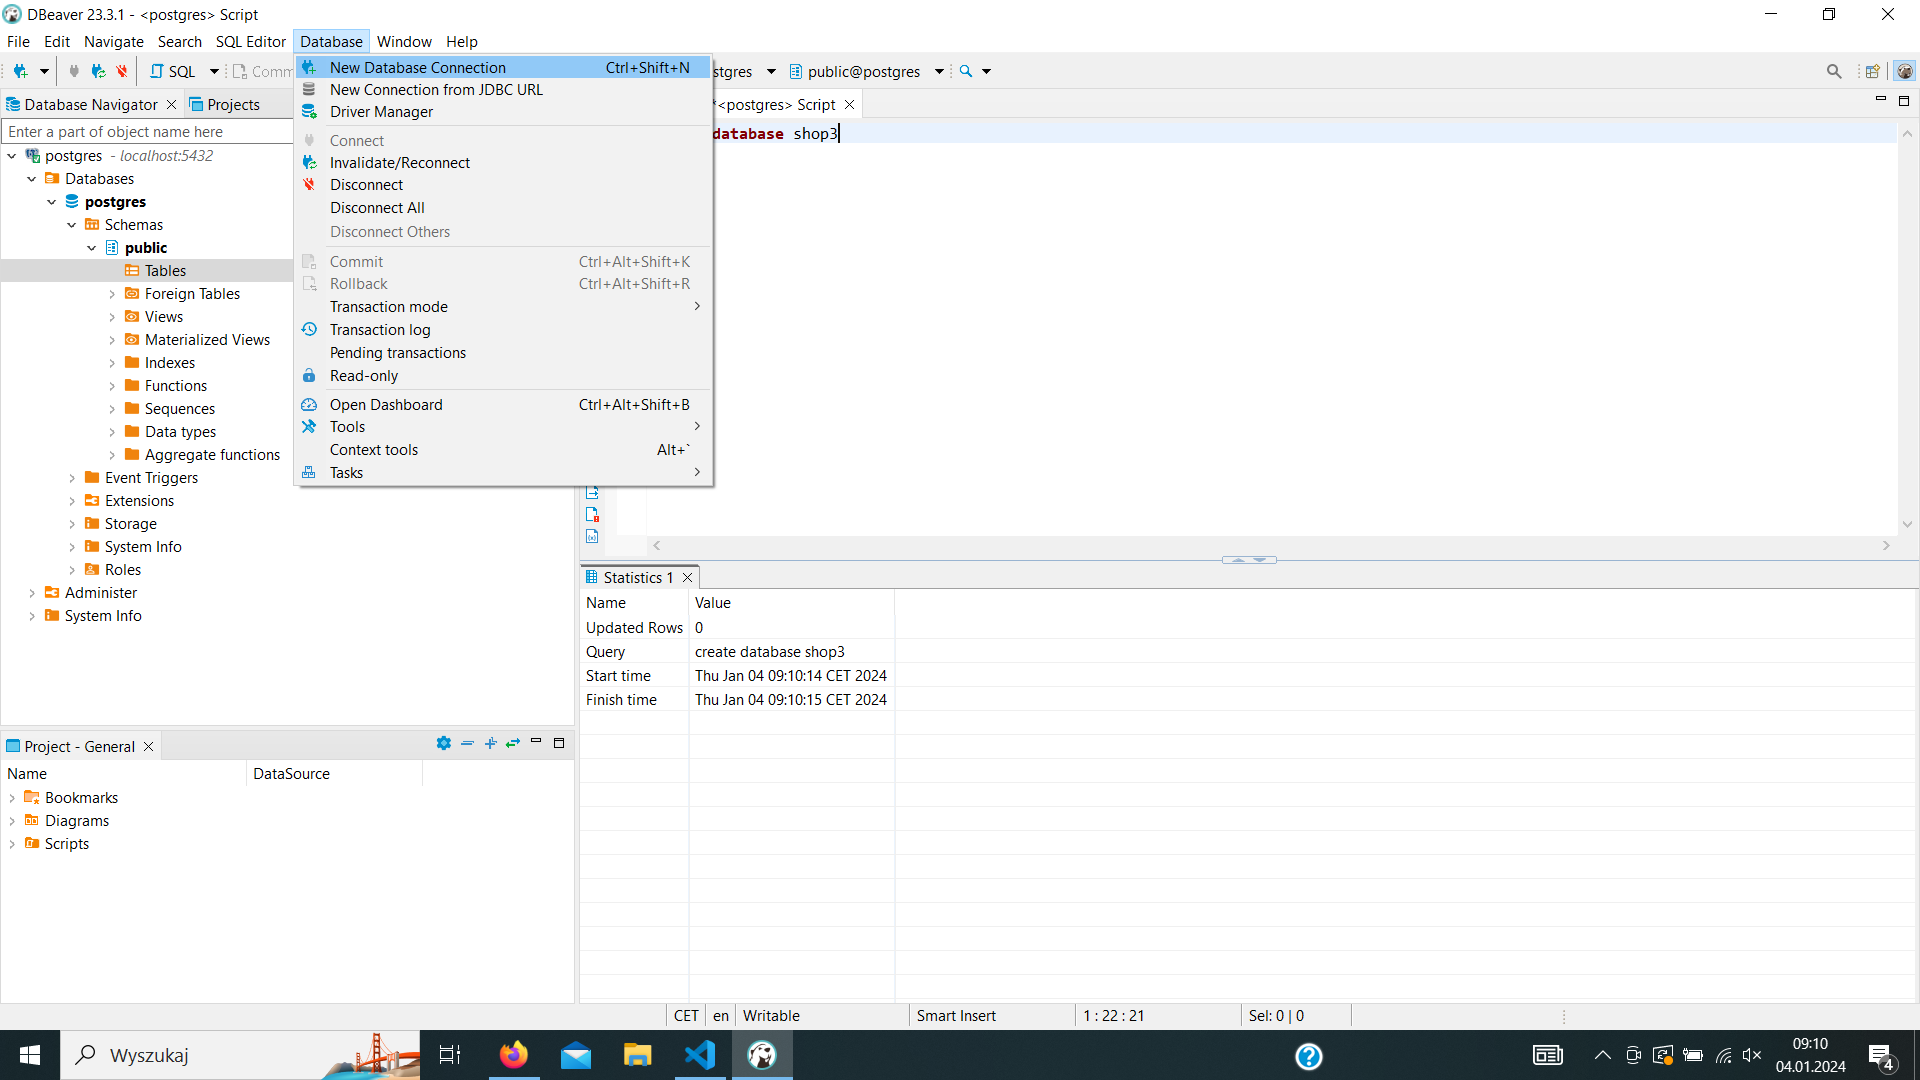 DBeaver 23.3.1 - <postgres> Script
File Edit Navigate Search SQL Editor Database Window Help
SQL Comm stgres public@postgres
Database Navigator Projects
*<postgres> Script
Enter a part of object name here
database shop3
postgres - localhost:5432
Databases
postgres
Schemas
public
Tables
Foreign Tables
Views
Materialized Views
Indexes
Functions
Sequences
Data types
Aggregate functions
Event Triggers
Extensions
Storage
System Info
Roles
Administer
System Info
New Database Connection Ctrl+Shift+N
New Connection from JDBC URL
Driver Manager
Connect
Invalidate/Reconnect
Disconnect
Disconnect All
Disconnect Others
Commit Ctrl+Alt+Shift+K
Rollback Ctrl+Alt+Shift+R
Transaction mode
Transaction log
Pending transactions
Read-only
Open Dashboard Ctrl+Alt+Shift+B
Tools
Context tools Alt+`
Tasks
Statistics 1
Name Value
Updated Rows 0
Query create database shop3
Start time Thu Jan 04 09:10:14 CET 2024
Finish time Thu Jan 04 09:10:15 CET 2024
Project - General
Name DataSource
Bookmarks
Diagrams
Scripts
CET en Writable Smart Insert 1 : 22 : 21 Sel: 0 | 0
Wyszukaj
09:10
04.01.2024
4